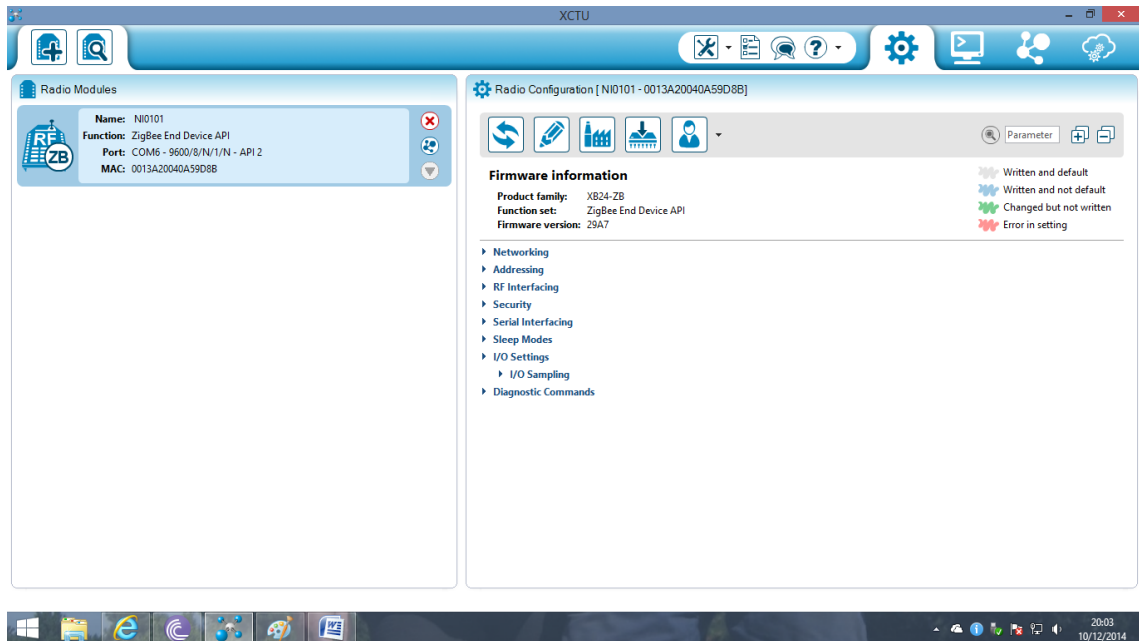 XCTU
Radio Modules
Name: NI0101
Function: ZigBee End Device API
Port: COM6 - 9600/8/N/1/N - API 2
MAC: 0013A20040A59D8B
RF
ZB
Radio Configuration [ NI0101 - 0013A20040A59D8B]
Parameter
Firmware information
Product family: XB24-ZB
Function set: ZigBee End Device API
Firmware version: 29A7
Written and default
Written and not default
Changed but not written
Error in setting
Networking
Addressing
RF Interfacing
Security
Serial Interfacing
Sleep Modes
I/O Settings
I/O Sampling
Diagnostic Commands
20:03
10/12/2014